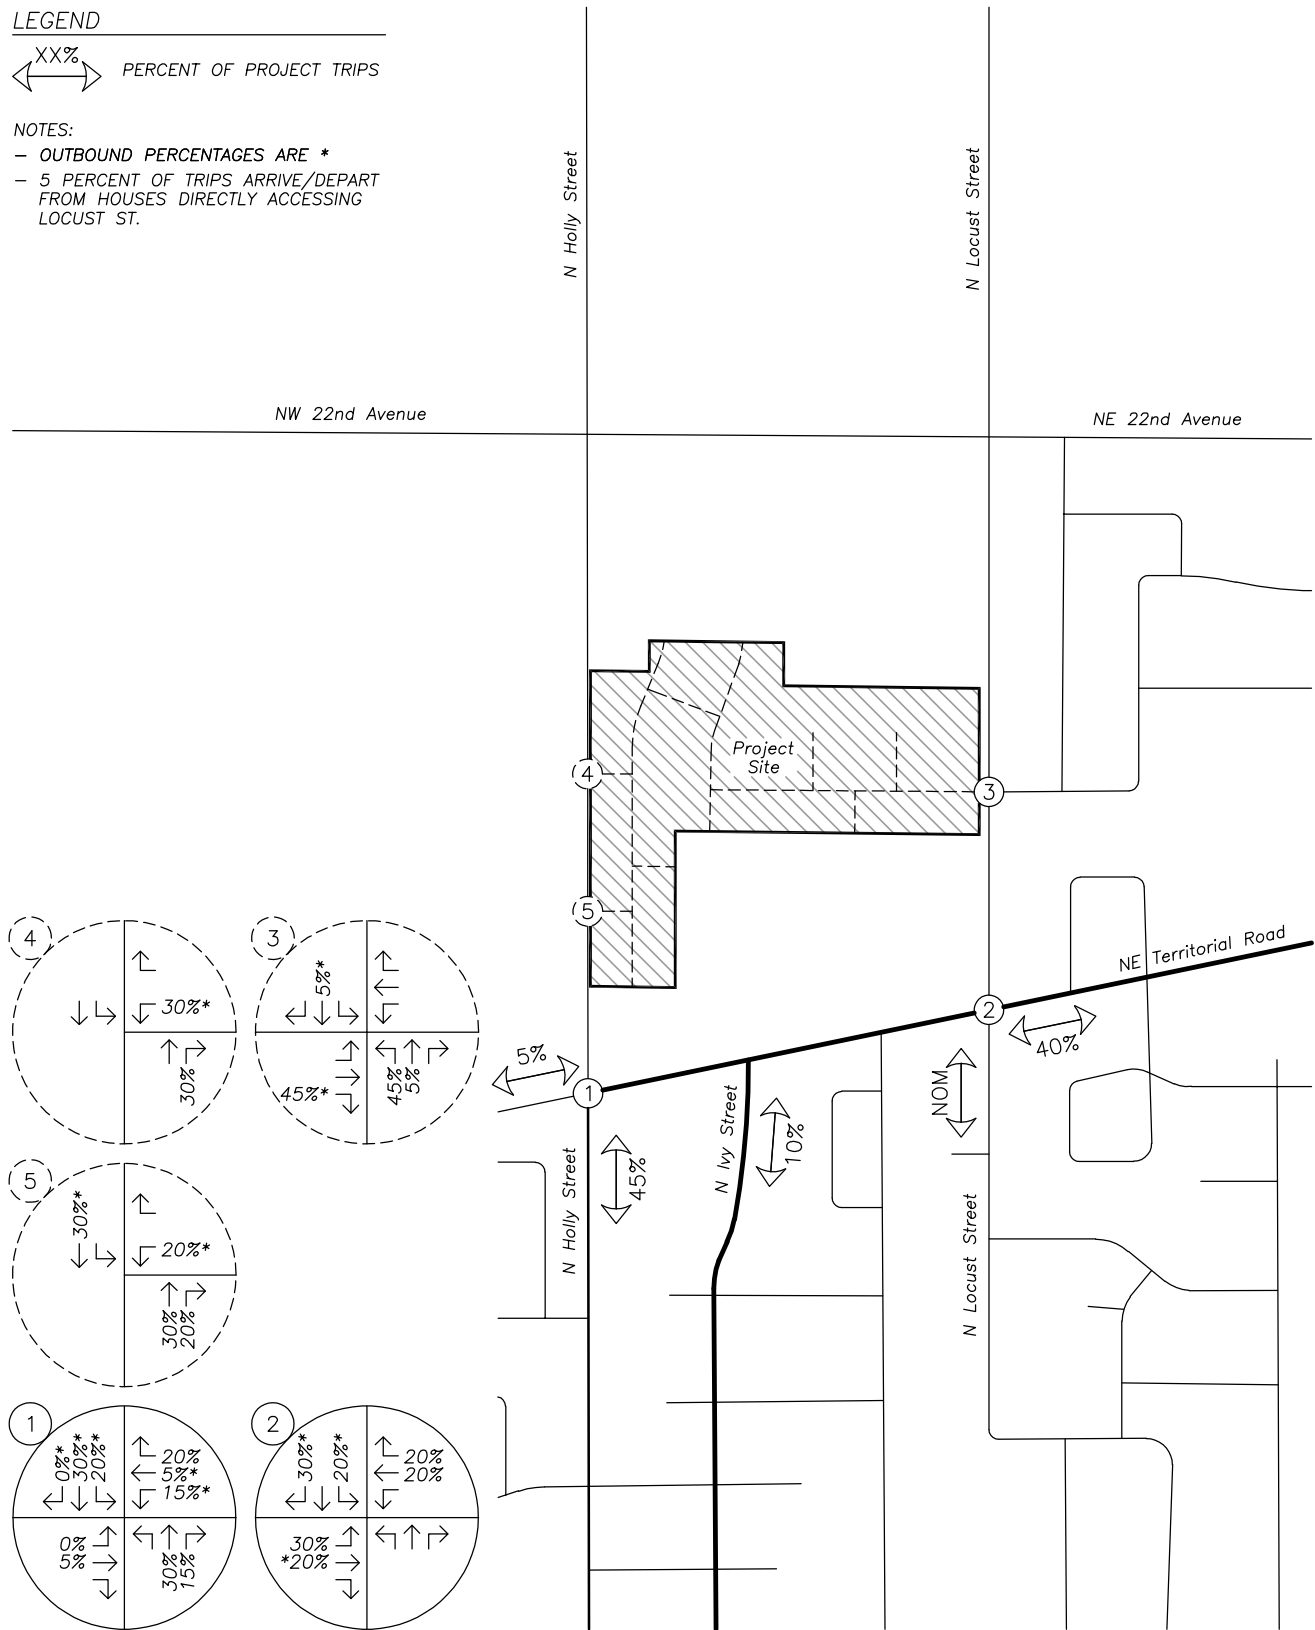 LEGEND
XX%
PERCENT OF PROJECT TRIPS
NOTES:
– OUTBOUND PERCENTAGES ARE *
– 5 PERCENT OF TRIPS ARRIVE/DEPART
FROM HOUSES DIRECTLY ACCESSING
LOCUST ST.
N Holly Street
N Locust Street
NW 22nd Avenue
NE 22nd Avenue
Project
Site
4
3
5
NE Territorial Road
2
40%
5%
1
NOM
N Ivy Street
10%
45%
N Holly Street
N Locust Street
4
30%*
30%
3
5%*
45%*
45%
5%
5
30%*
20%*
30%
20%
1
0%*
30%*
20%*
20%
5%*
15%*
0%
5%
30%
15%
2
30%*
20%*
20%
20%
30%
*20%